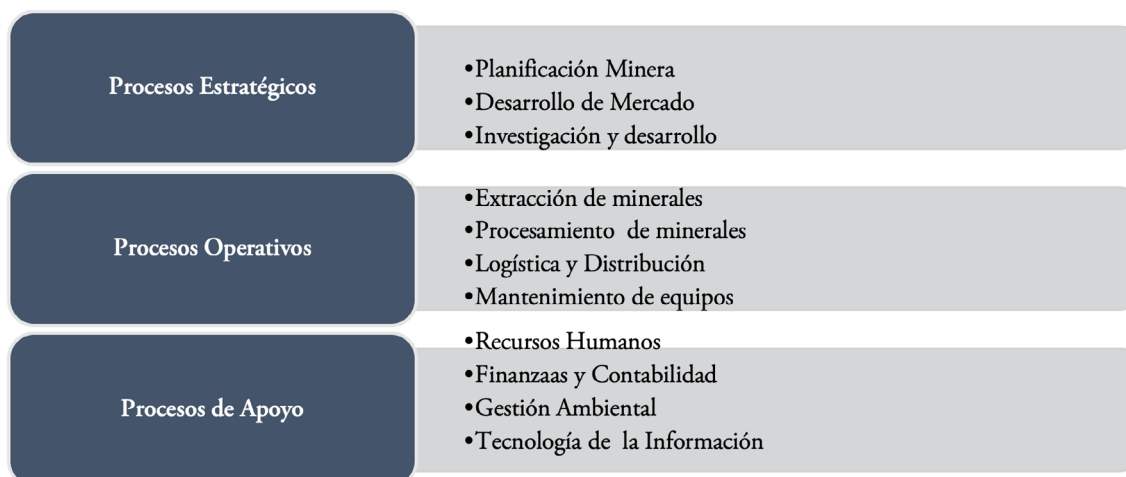 Procesos Estratégicos
•Planificación Minera
•Desarrollo de Mercado
•Investigación y desarrollo
Procesos Operativos
•Extracción de minerales
•Procesamiento  de minerales
•Logística y Distribución
•Mantenimiento de equipos
Procesos de Apoyo
•Recursos Humanos
•Finanzaas y Contabilidad
•Gestión Ambiental
•Tecnología de  la Información